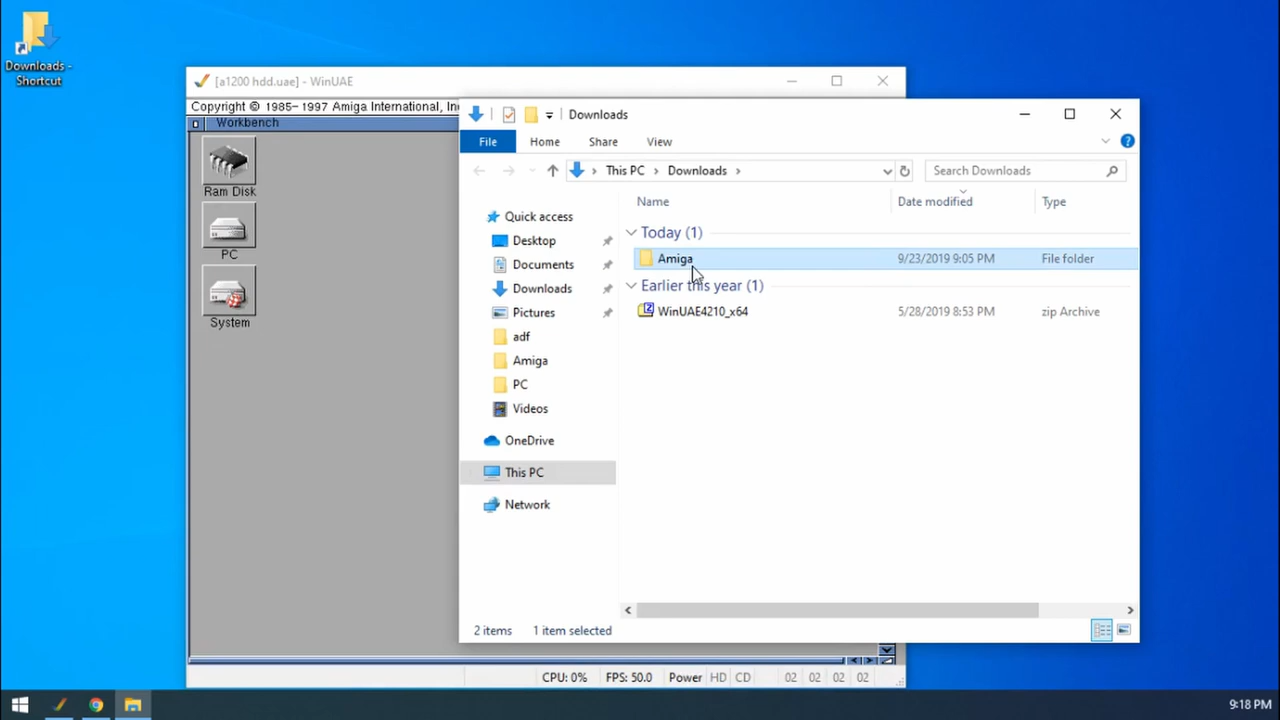 Downloads -
Shortcut
[a1200 hdd.uae] - WinUAE
Copyright © 1985-1997 Amiga International, Inc
Workbench
Ram Disk
PC
System
Downloads
File Home Share View
This PC Downloads
Search Downloads
Name Date modified Type
Quick access
Desktop
Documents
Downloads
Pictures
adf
Amiga
PC
Videos
OneDrive
This PC
Network
Today (1)
Amiga 9/23/2019 9:05 PM File folder
Earlier this year (1)
WinUAE4210_x64 5/28/2019 8:53 PM zip Archive
2 items 1 item selected
CPU: 0% FPS: 50.0 Power HD CD 02 02 02 02
9:18 PM